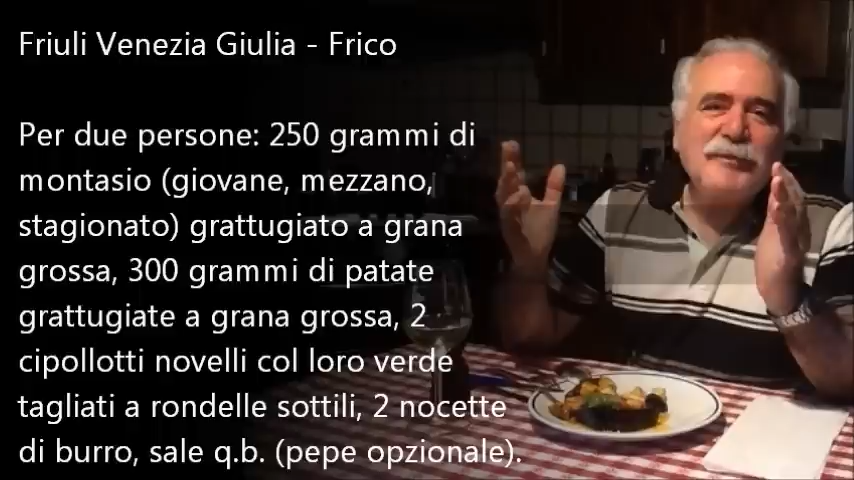 Friuli Venezia Giulia - Frico
Per due persone: 250 grammi di
montasio (giovane, mezzano,
stagionato) grattugiato a grana
grossa, 300 grammi di patate
grattugiate a grana grossa, 2
cipollotti novelli col loro verde
tagliati a rondelle sottili, 2 nocette
di burro, sale q.b. (pepe opzionale).